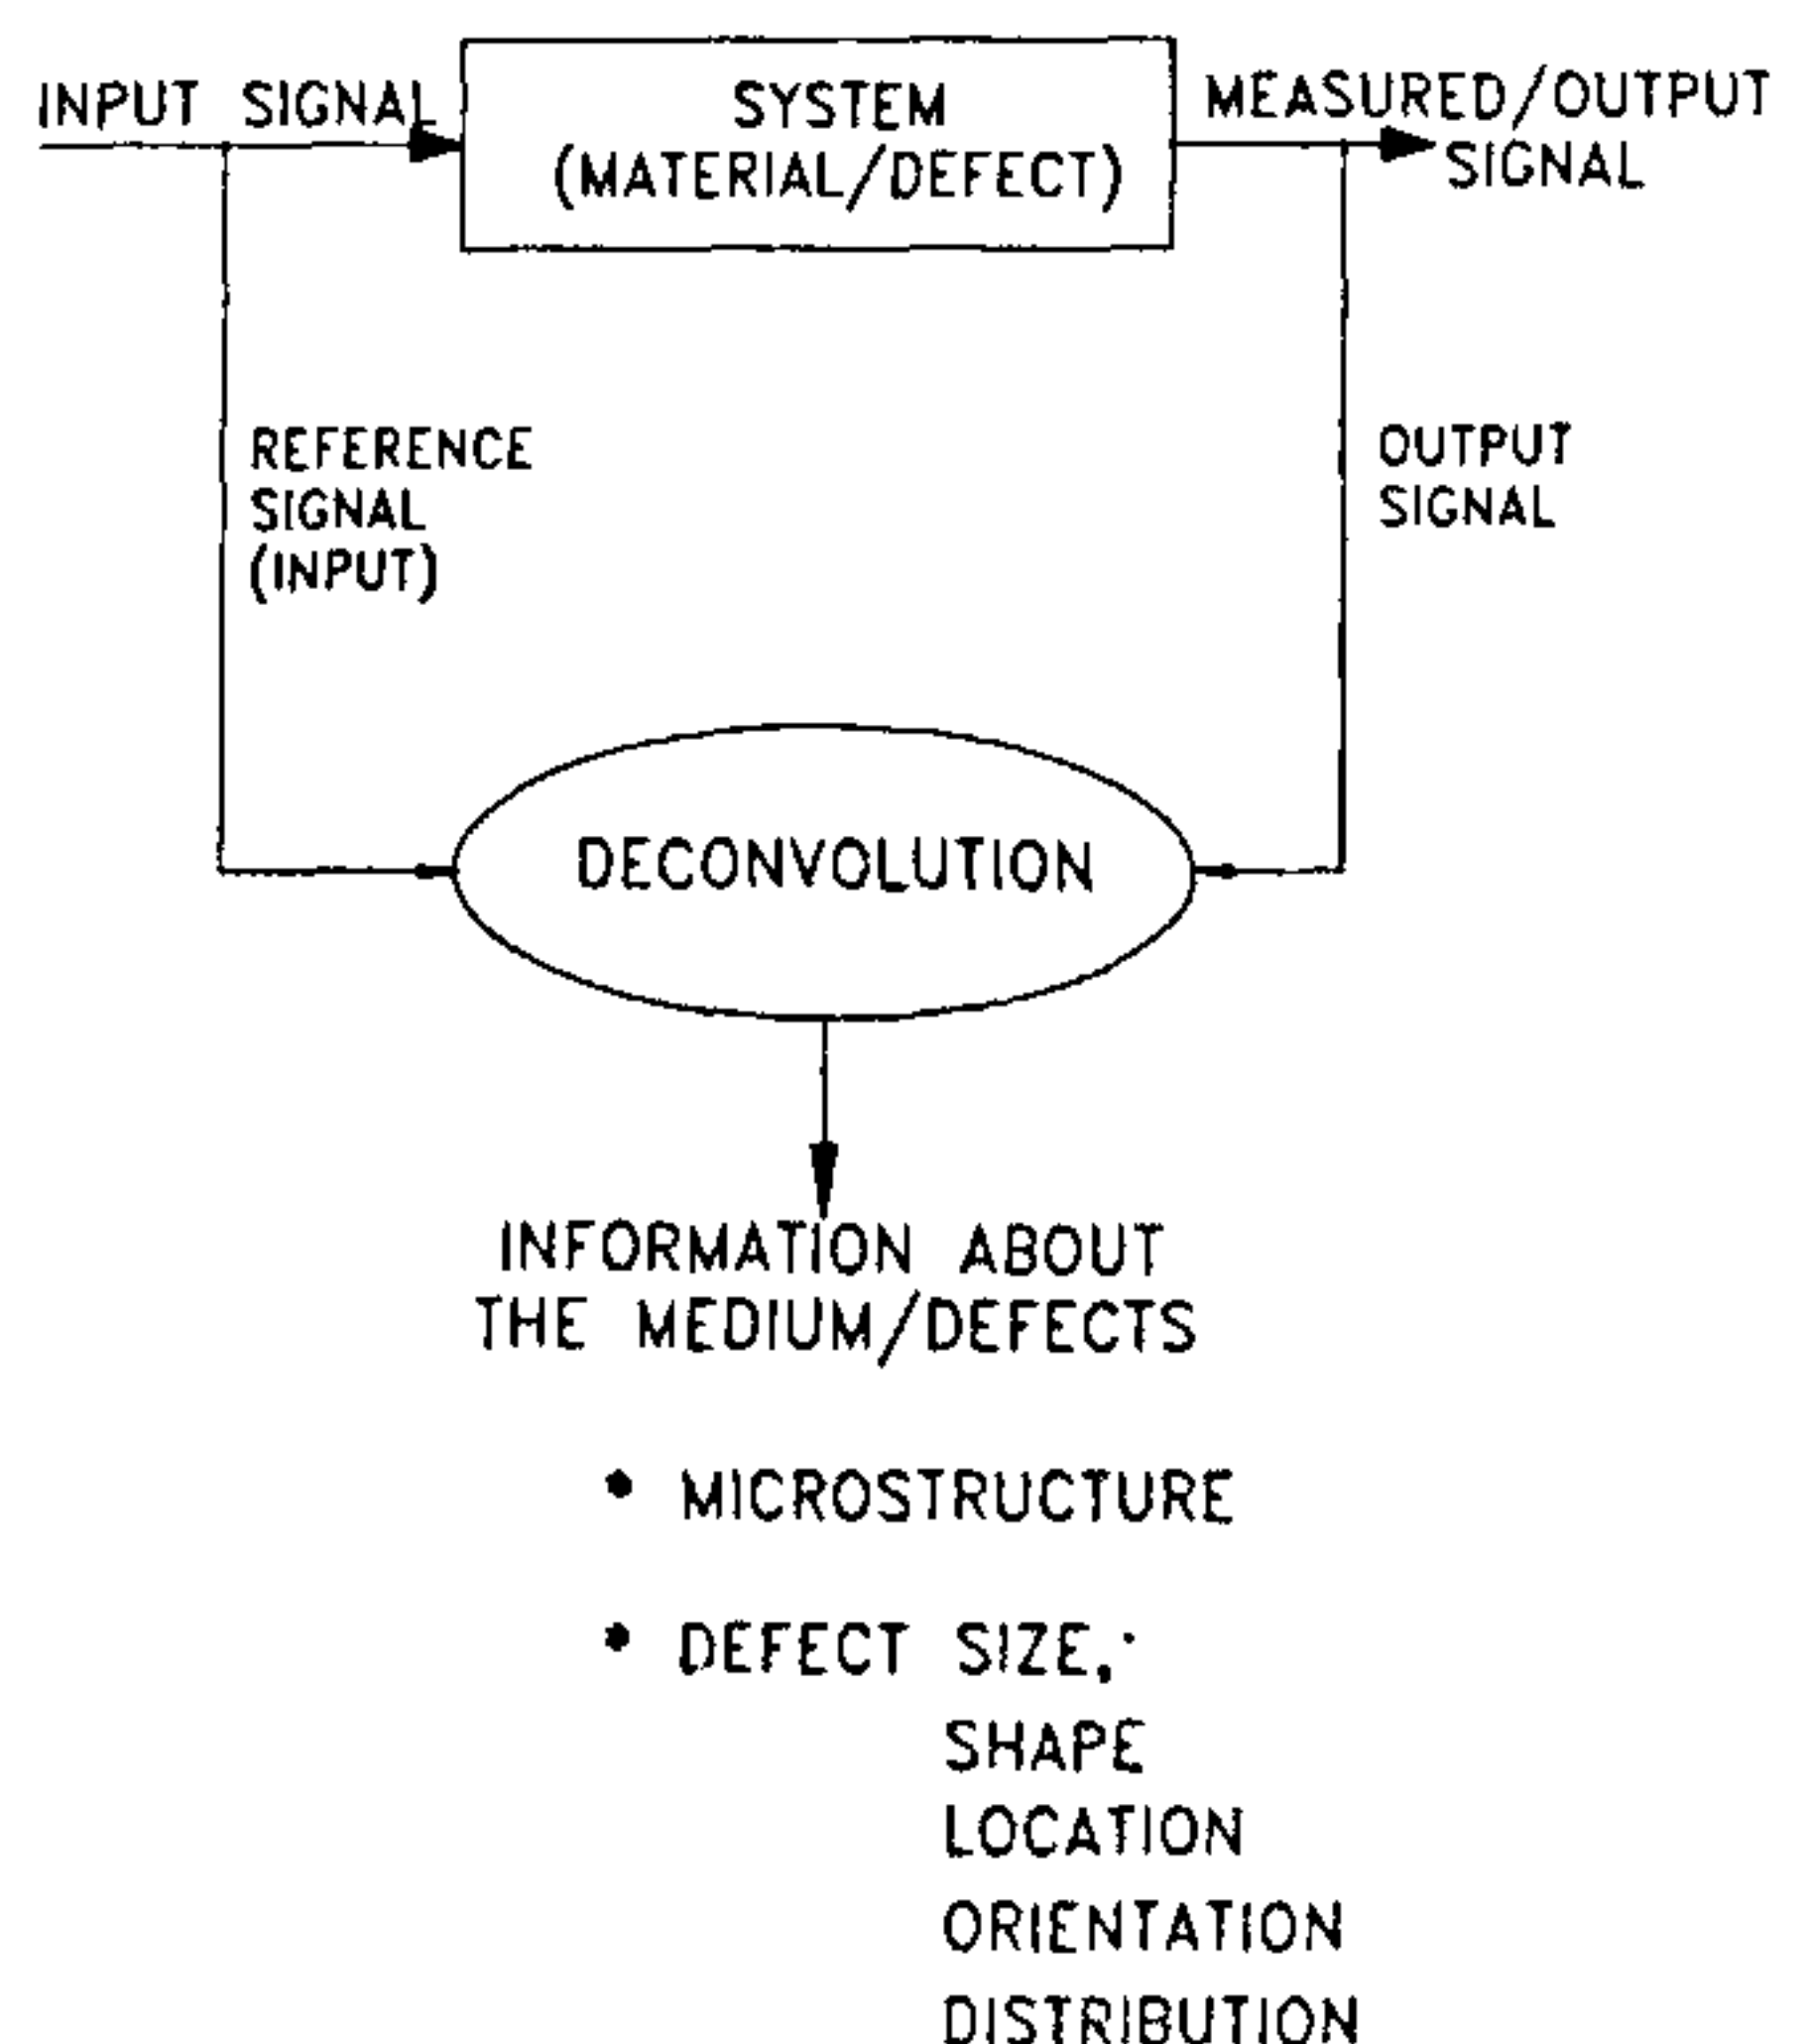 INPUT SIGNAL
SYSTEM
(MATERIAL/DEFECT)
MEASURED/OUTPUT
SIGNAL
REFERENCE
SIGNAL
(INPUT)
OUTPUT
SIGNAL
DECONVOLUTION
INFORMATION ABOUT
THE MEDIUM/DEFECTS
• MICROSTRUCTURE
• DEFECT SIZE,
SHAPE
LOCATION
ORIENTATION
DISTRIBUTION